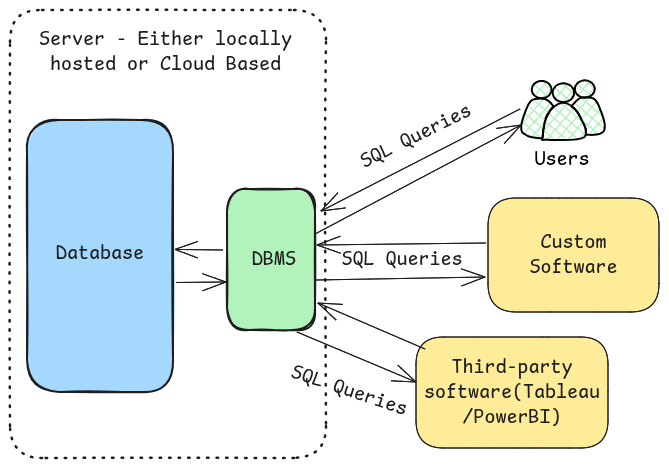 Server - Either locally
hosted or Cloud Based
Database
DBMS
SQL Queries
Users
SQL Queries
Custom
Software
SQL Queries
Third-party
software(Tableau
/PowerBI)